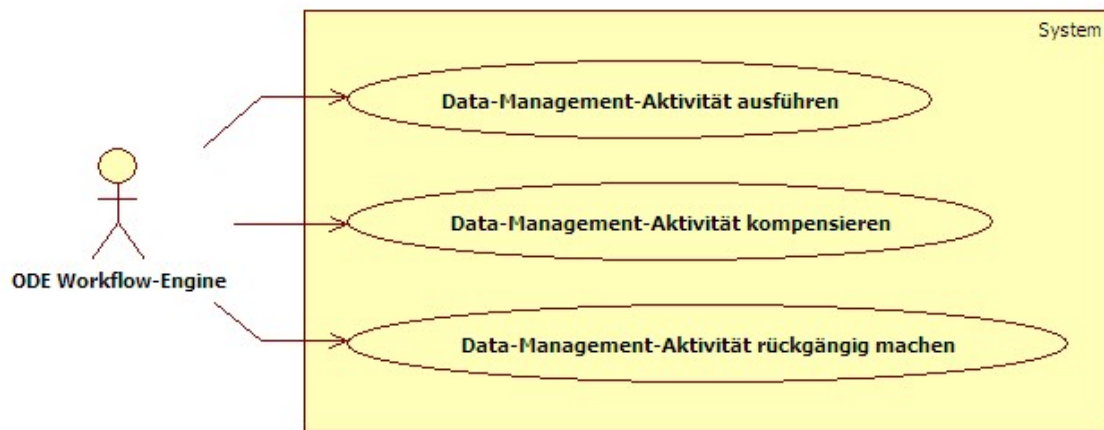 System
Data-Management-Aktivität ausführen
Data-Management-Aktivität kompensieren
ODE Workflow-Engine
Data-Management-Aktivität rückgängig machen